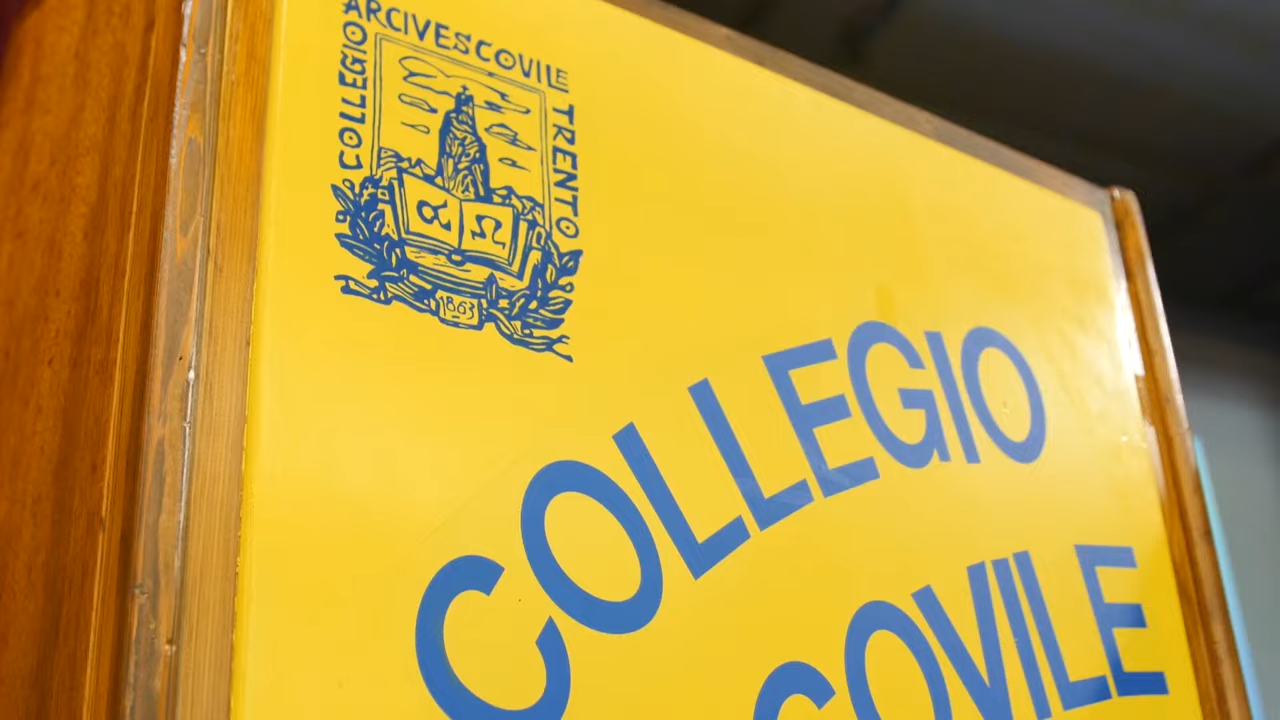 COLLEGIO ARCIVESCOVILE TRENTO
α Ω
1863
COLLEGIO
COVILE